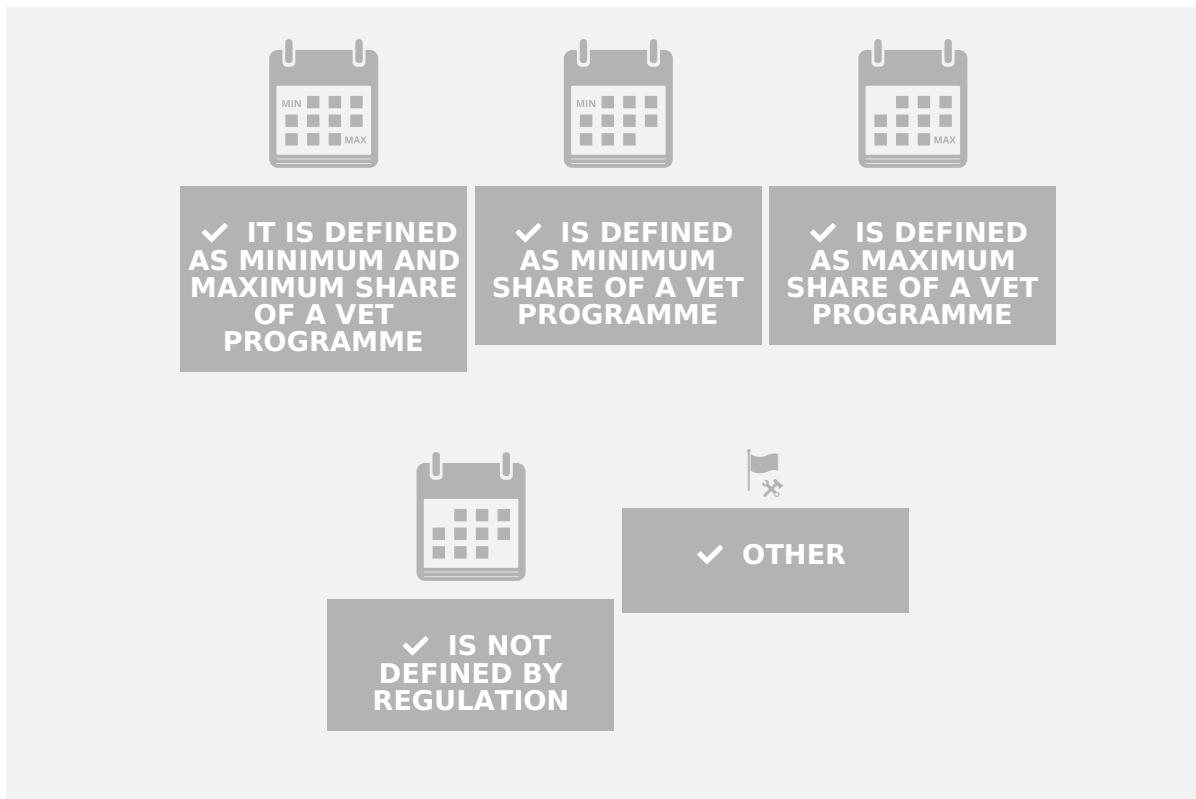 MIN
MAX
MIN
MAX
IT IS DEFINED
AS MINIMUM AND
MAXIMUM SHARE
OF A VET
PROGRAMME
IS DEFINED
AS MINIMUM
SHARE OF A VET
PROGRAMME
IS DEFINED
AS MAXIMUM
SHARE OF A VET
PROGRAMME
IS NOT
DEFINED BY
REGULATION
OTHER